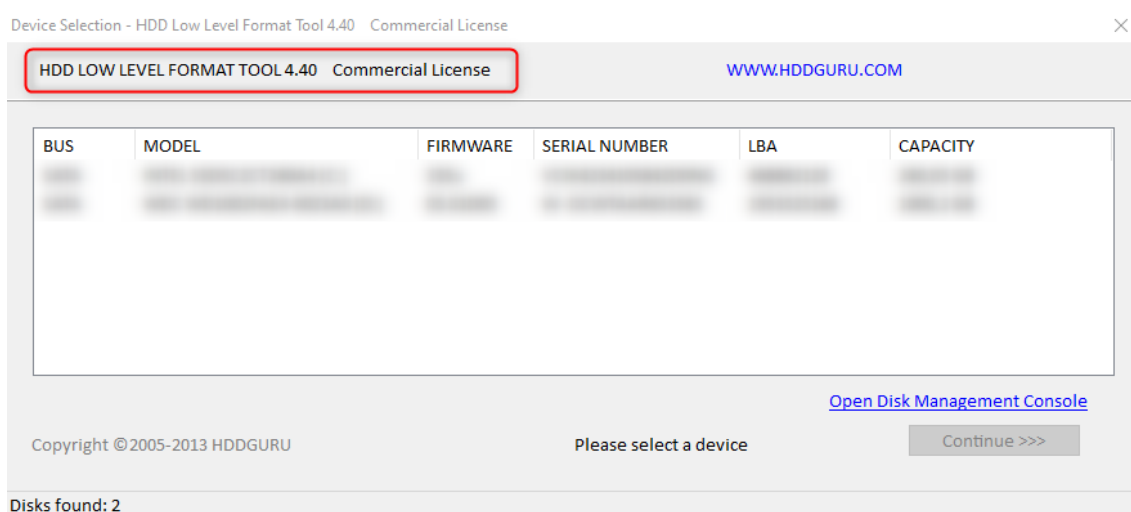 Device Selection - HDD Low Level Format Tool 4.40 Commercial License
HDD LOW LEVEL FORMAT TOOL 4.40 Commercial License WWW.HDDGURU.COM
BUS MODEL FIRMWARE SERIAL NUMBER LBA CAPACITY
Open Disk Management Console
Copyright ©2005-2013 HDDGURU Please select a device Continue >>>
Disks found: 2